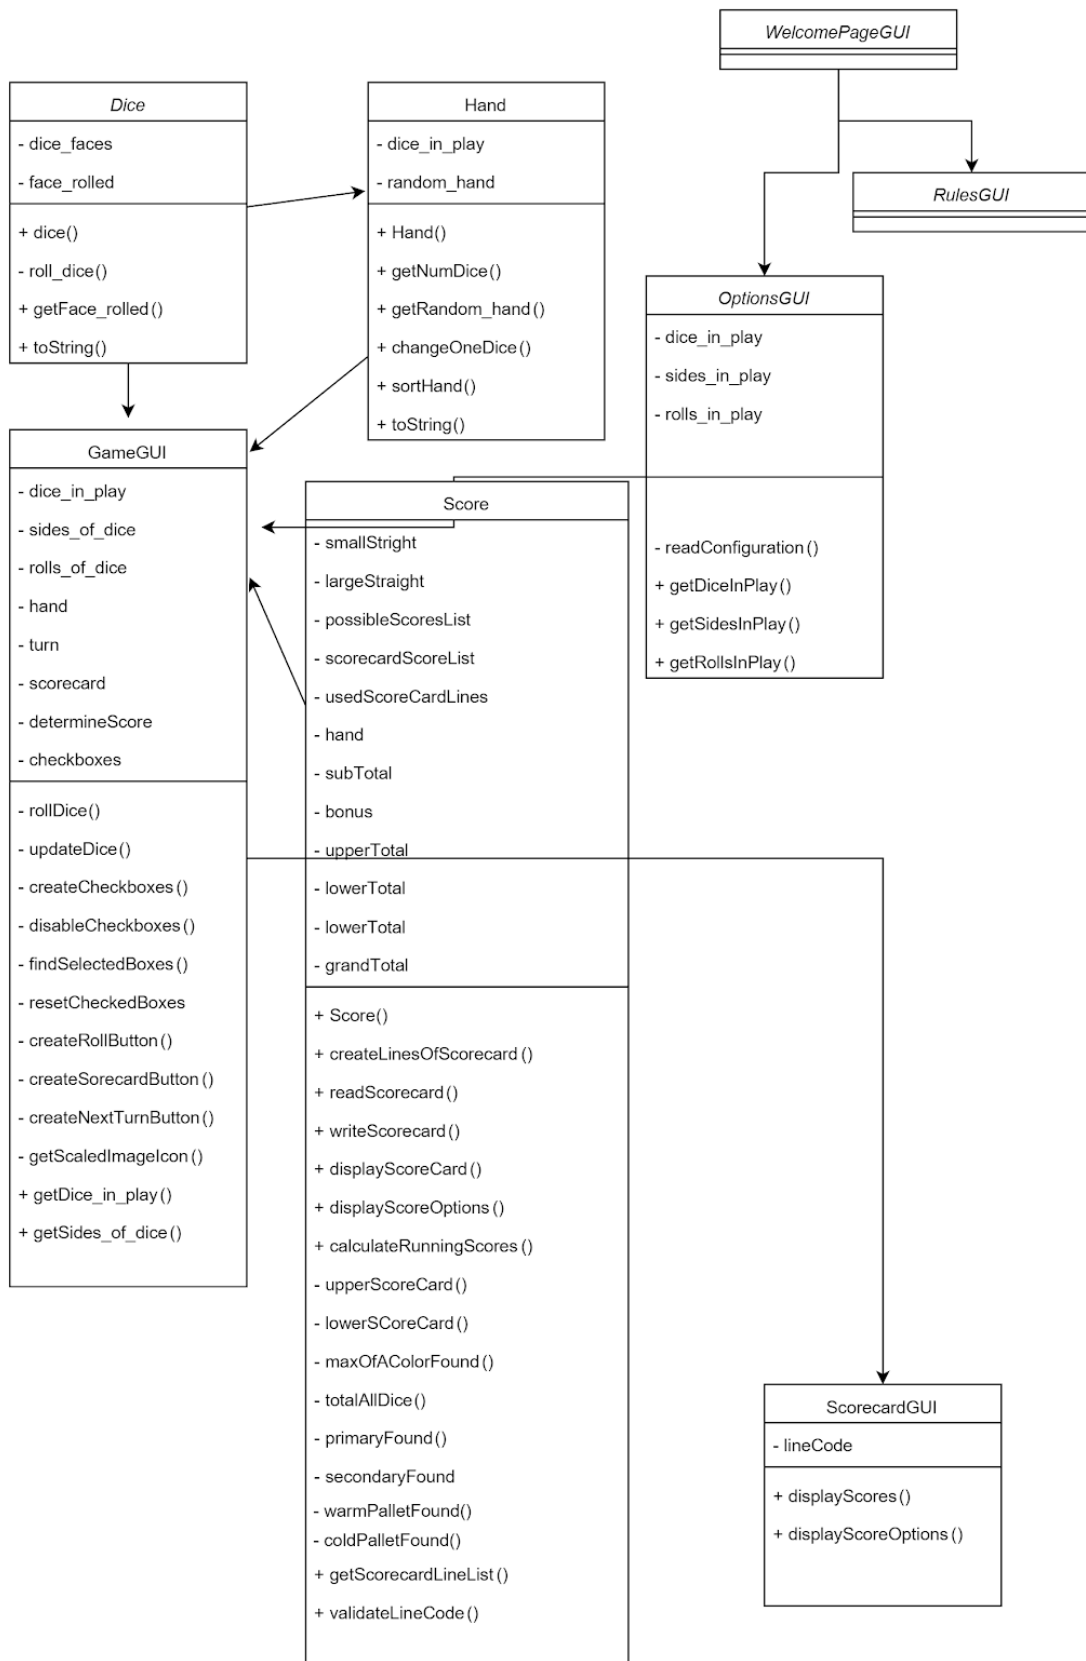 WelcomePageGUI
Dice
- dice_faces
- face_rolled
+ dice()
- roll_dice()
+ getFace_rolled()
+ toString()
Hand
- dice_in_play
- random_hand
+ Hand()
+ getNumDice()
+ getRandom_hand()
+ changeOneDice()
+ sortHand()
+ toString()
RulesGUI
OptionsGUI
- dice_in_play
- sides_in_play
- rolls_in_play
- readConfiguration()
+ getDiceInPlay()
+ getSidesInPlay()
+ getRollsInPlay()
GameGUI
- dice_in_play
- sides_of_dice
- rolls_of_dice
- hand
- turn
- scorecard
- determineScore
- checkboxes
- rollDice()
- updateDice()
- createCheckboxes()
- disableCheckboxes()
- findSelectedBoxes()
- resetCheckedBoxes
- createRollButton()
- createSorecardButton()
- createNextTurnButton()
- getScaledImageIcon()
+ getDice_in_play()
+ getSides_of_dice()
Score
- smallStright
- largeStraight
- possibleScoresList
- scorecardScoreList
- usedScoreCardLines
- hand
- subTotal
- bonus
- upperTotal
- lowerTotal
- lowerTotal
- grandTotal
+ Score()
+ createLinesOfScorecard()
+ readScorecard()
+ writeScorecard()
+ displayScoreCard()
+ displayScoreOptions()
+ calculateRunningScores()
- upperScoreCard()
- lowerSCoreCard()
- maxOfAColorFound()
- totalAllDice()
- primaryFound()
- secondaryFound
- warmPalletFound()
- coldPalletFound()
+ getScorecardLineList()
+ validateLineCode()
ScorecardGUI
- lineCode
+ displayScores()
+ displayScoreOptions()